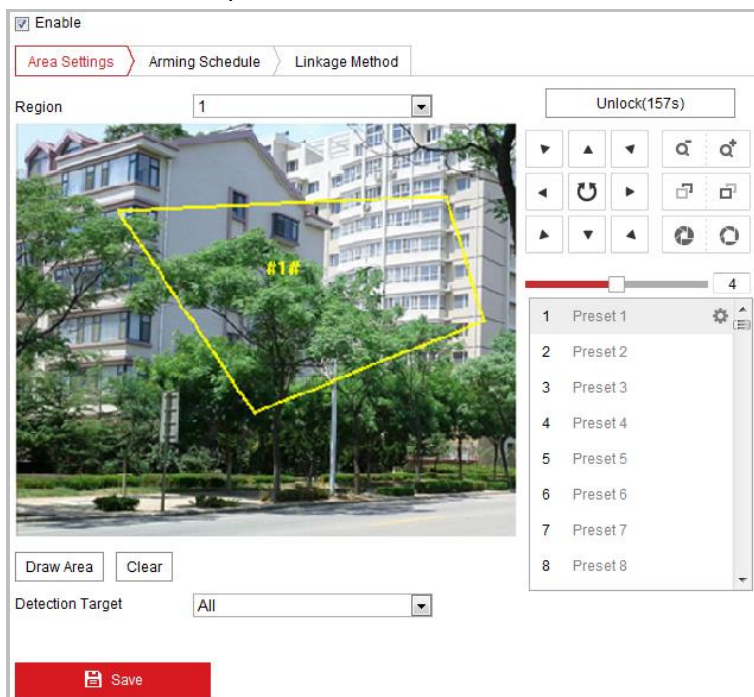 Enable
Area Settings Arming Schedule Linkage Method
Region 1
Unlock(157s)
#1#
4
1 Preset 1
2 Preset 2
3 Preset 3
4 Preset 4
5 Preset 5
6 Preset 6
7 Preset 7
8 Preset 8
Draw Area Clear
Detection Target All
Save